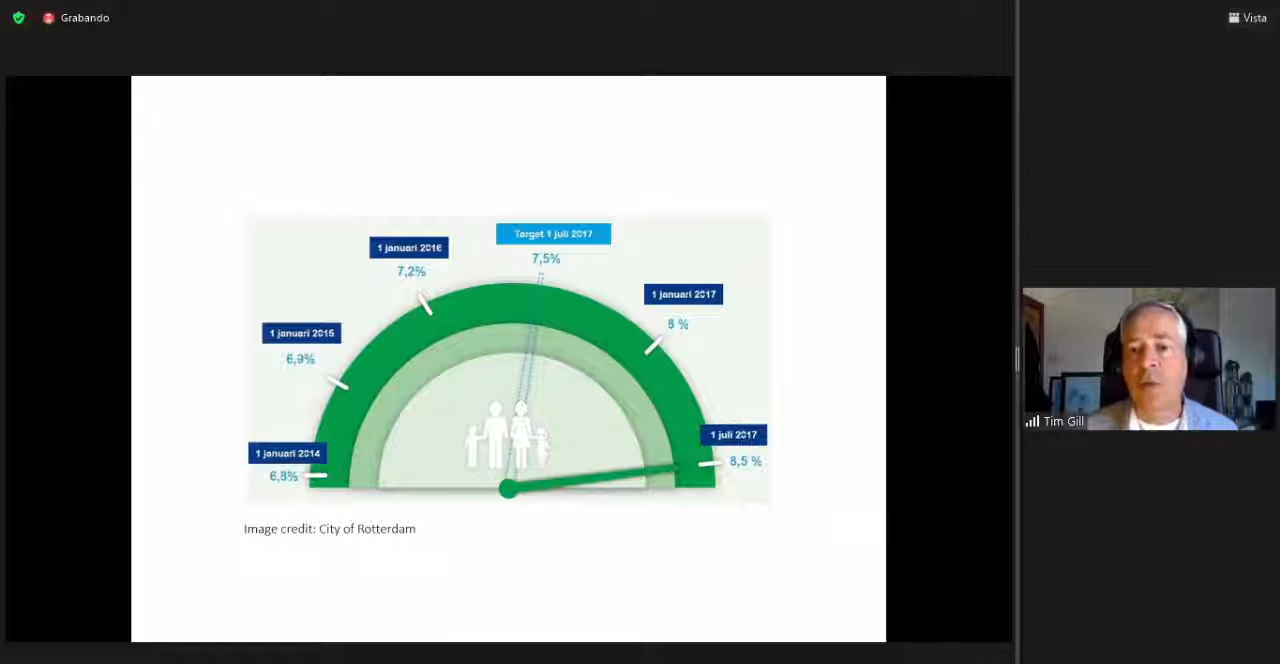 Grabando
Vista
Target 1 juli 2017
7,5%
1 januari 2016
7,2%
1 januari 2017
8 %
1 januari 2015
6,9%
1 juli 2017
8,5 %
1 januari 2014
6,8%
Tim Gill
Image credit: City of Rotterdam